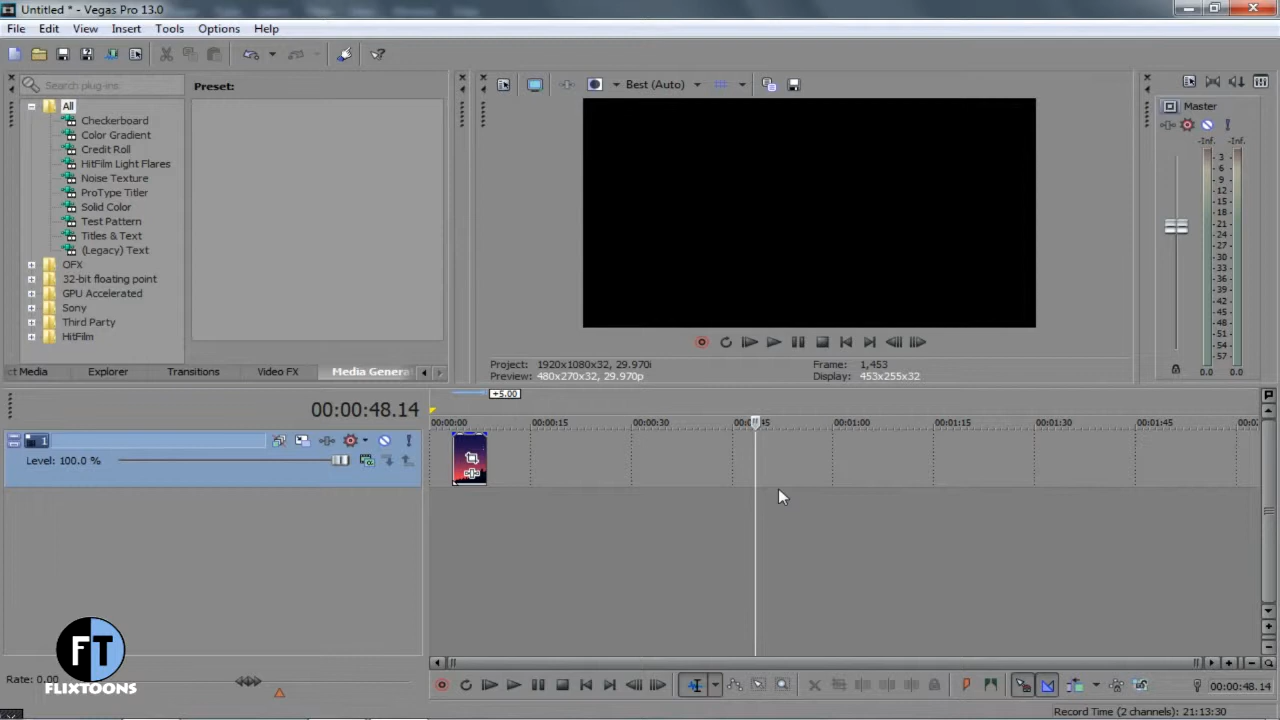 Untitled * - Vegas Pro 13.0
File Edit View Insert Tools Options Help
Search plug-ins
Preset:
Best (Auto)
Master
All
Checkerboard
Color Gradient
Credit Roll
HitFilm Light Flares
Noise Texture
ProType Titler
Solid Color
Test Pattern
Titles & Text
(Legacy) Text
OFX
32-bit floating point
GPU Accelerated
Sony
Third Party
HitFilm
-Inf. -Inf.
3
6
9
12
15
18
21
24
27
30
33
36
39
42
45
48
51
54
57
0.0 0.0
Project: 1920x1080x32, 29.970i
Frame: 1,453
Preview: 480x270x32, 29.970p
Display: 453x255x32
ct Media Explorer Transitions Video FX Media Genera
+5.00
00:00:48.14
00:00:00 00:00:15 00:00:30 00:00:45 00:01:00 00:01:15 00:01:30 00:01:45
1
Level: 100.0 %
FT
FLIXTOONS
Rate: 0.00
00:00:48.14
Record Time (2 channels): 21:13:30